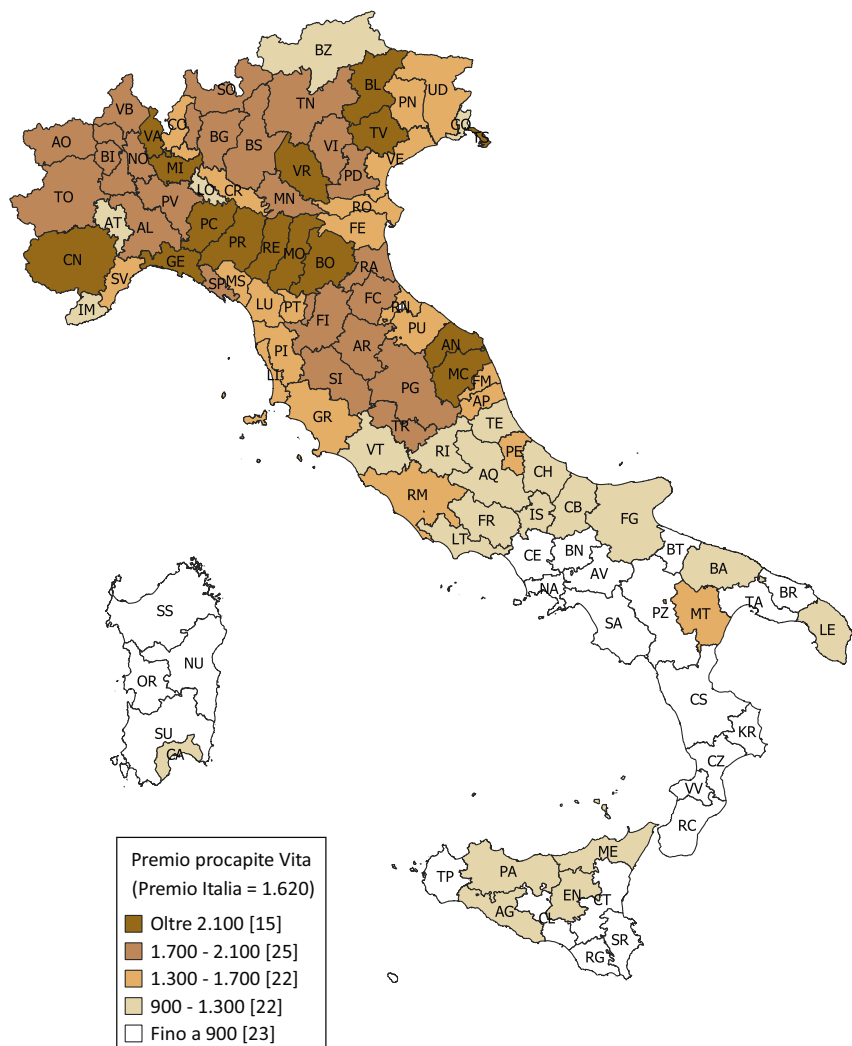 BZ
SO
TN
BL
PN
UD
VB
CO
VA
BG
BS
VI
TV
GO
TS
AO
BI
NO
MI
VR
PD
VE
TO
PV
LO
CR
MN
RO
AT
AL
PC
PR
RE
MO
BO
FE
CN
GE
SV
SP
MS
RA
IM
LU
PT
FI
FC
RN
PU
PI
AR
AN
LI
SI
PG
MC
FM
AP
GR
TR
TE
VT
RI
PE
AQ
CH
RM
LT
FR
IS
CB
FG
CE
BN
BT
BA
NA
AV
PZ
MT
TA
BR
SA
LE
SS
NU
OR
SU
CA
CS
KR
CZ
VV
RC
ME
TP
PA
EN
AG
CL
CT
SR
RG
Premio procapite Vita
(Premio Italia = 1.620)
Oltre 2.100 [15]
1.700 - 2.100 [25]
1.300 - 1.700 [22]
900 - 1.300 [22]
Fino a 900 [23]